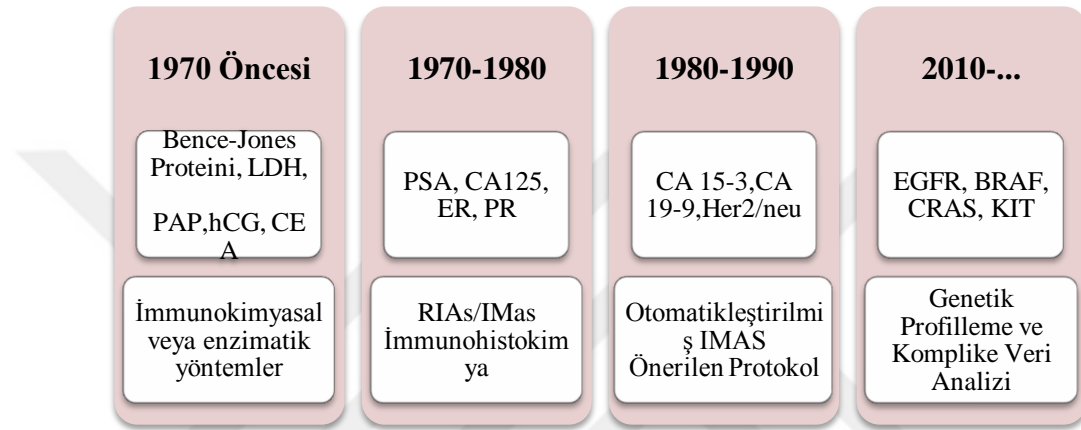 1970 Öncesi
Bence-Jones
Proteini, LDH,
PAP,hCG, CE
A
İmmunokimyasal
veya enzimatik
yöntemler
1970-1980
PSA, CA125,
ER, PR
RIAs/IMas
İmmunohistokim
ya
1980-1990
CA 15-3,CA
19-9,Her2/neu
Otomatikleştirilmi
ş IMAS
Önerilen Protokol
2010-...
EGFR, BRAF,
CRAS, KIT
Genetik
Profilleme ve
Komplike Veri
Analizi